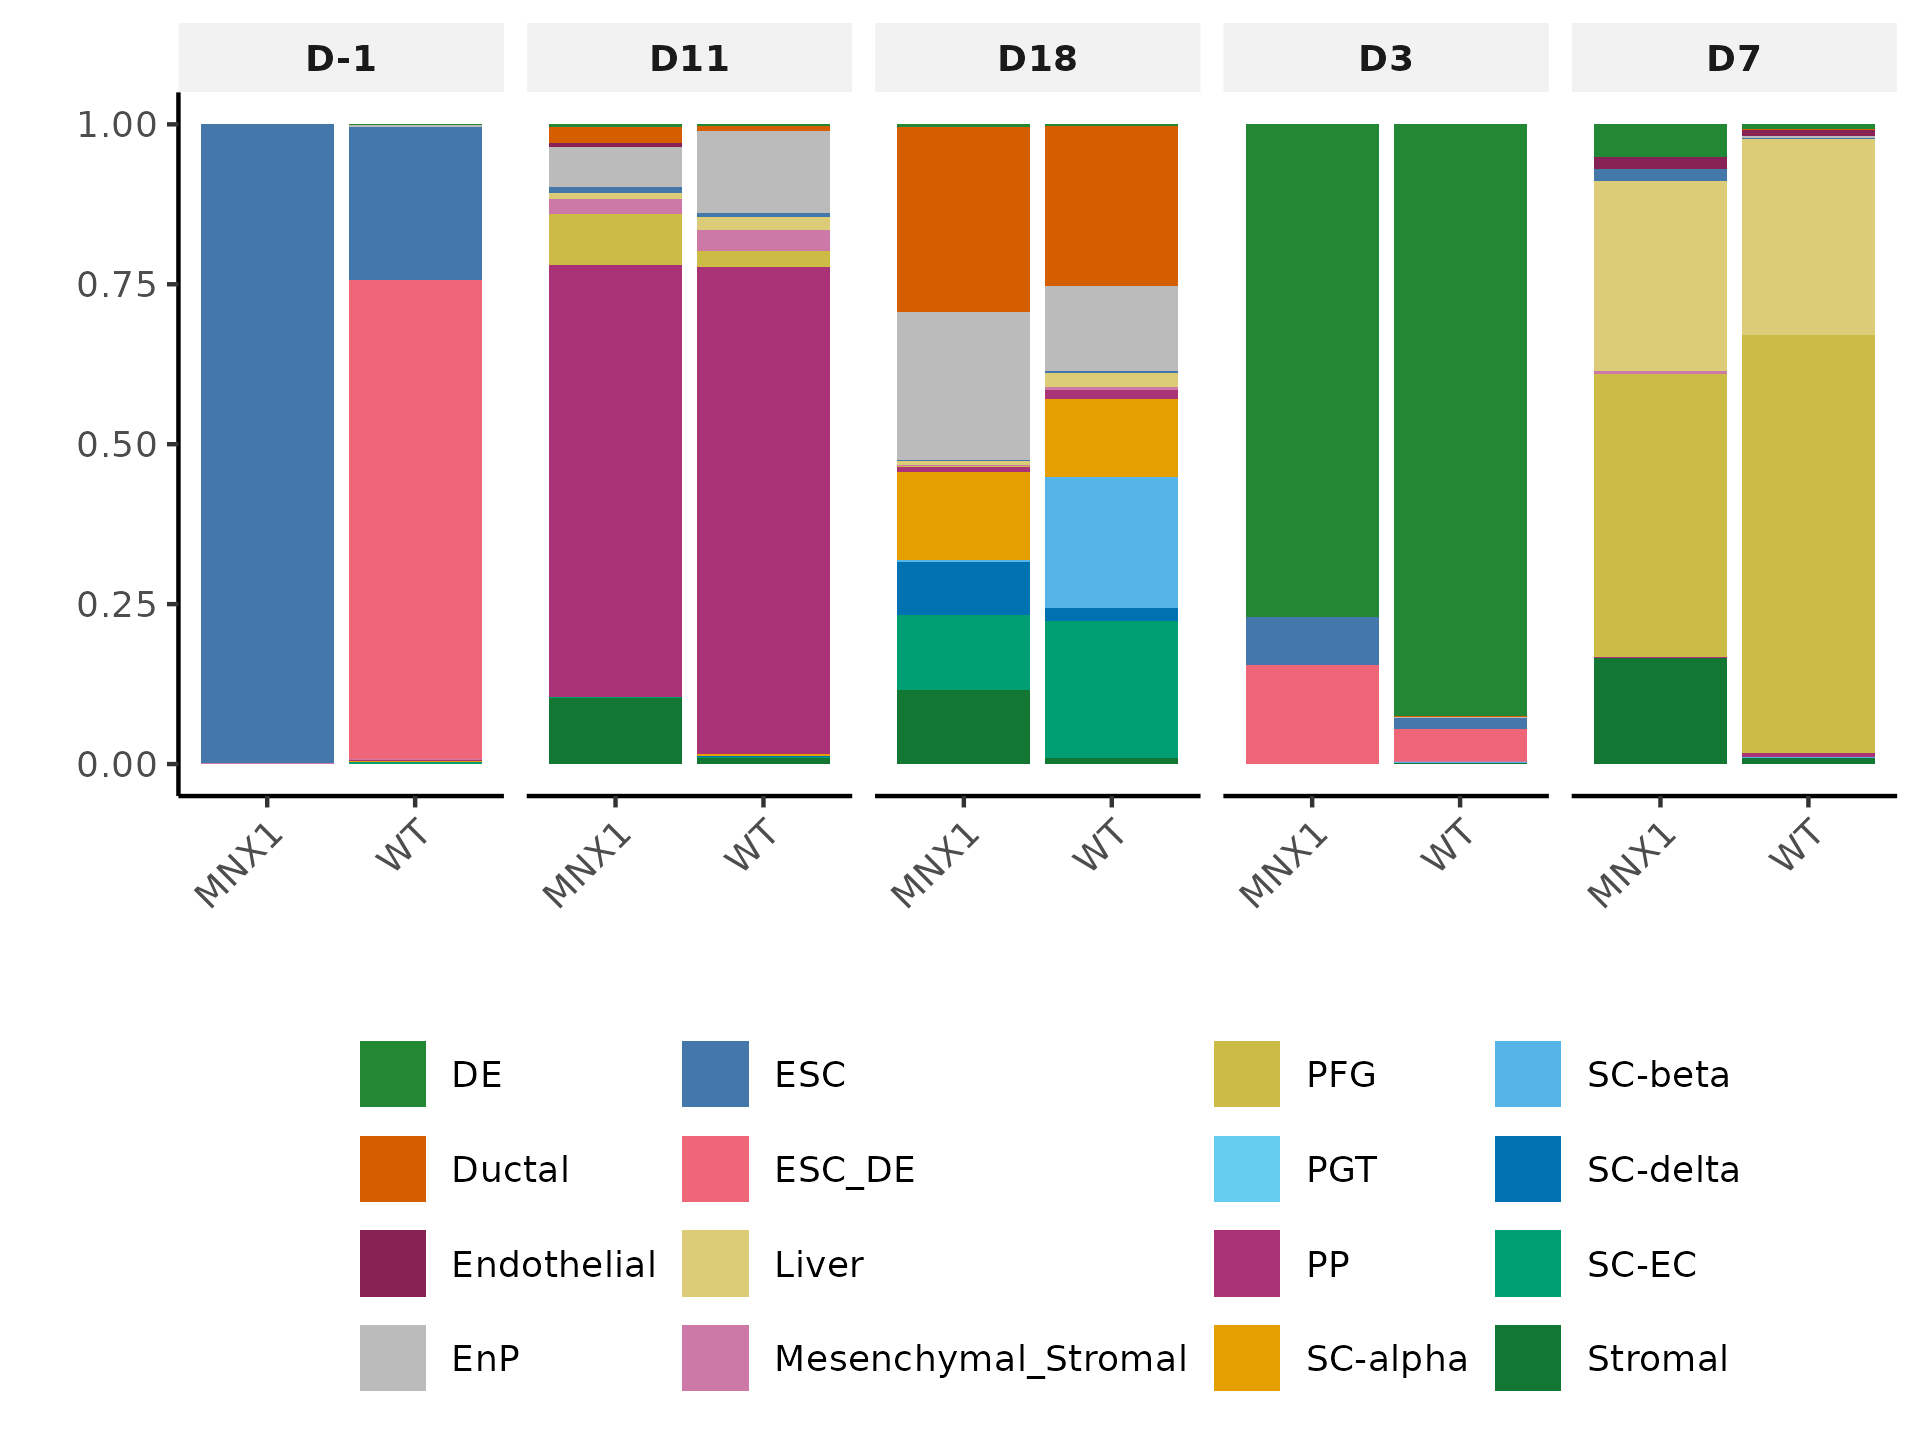 D-1 D11 D18 D3 D7
1.00
0.75
0.50
0.25
0.00
MNX1 WT MNX1 WT MNX1 WT MNX1 WT MNX1 WT
DE ESC PFG SC-beta
Ductal ESC_DE PGT SC-delta
Endothelial Liver PP SC-EC
EnP Mesenchymal_Stromal SC-alpha Stromal